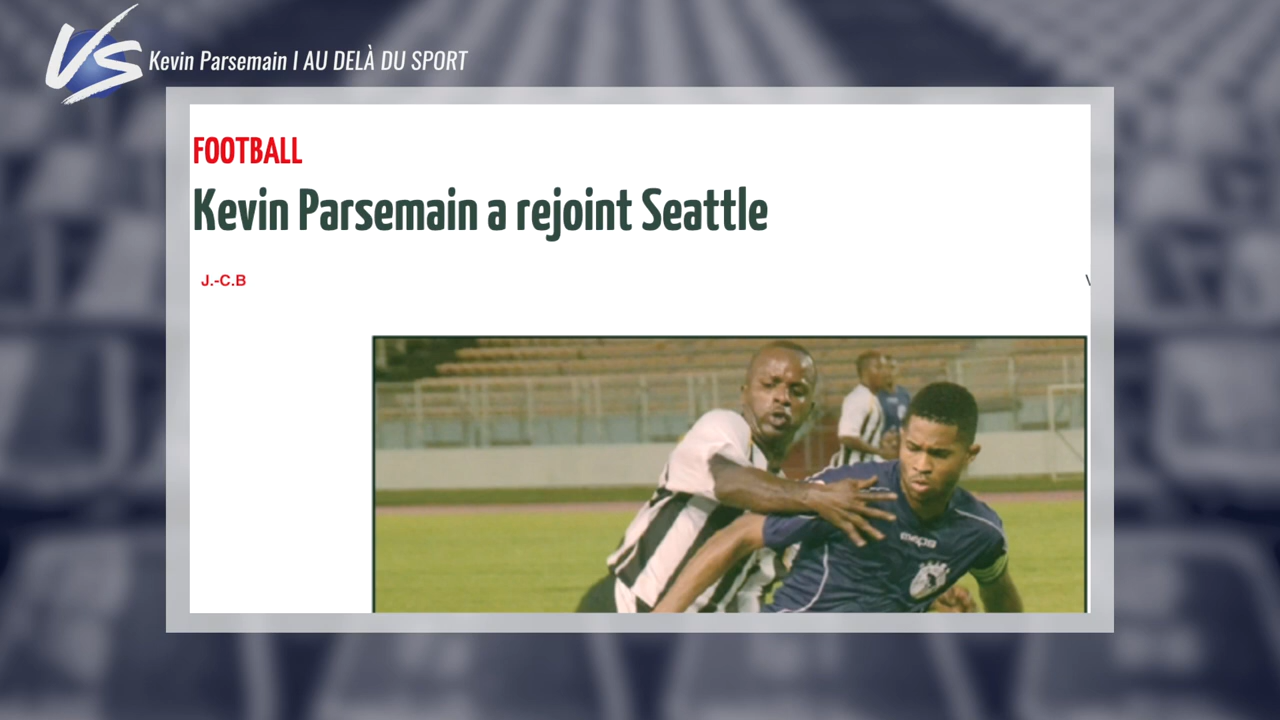 VS
Kevin Parsemain I AU DELÀ DU SPORT
FOOTBALL
Kevin Parsemain a rejoint Seattle
J.-C.B